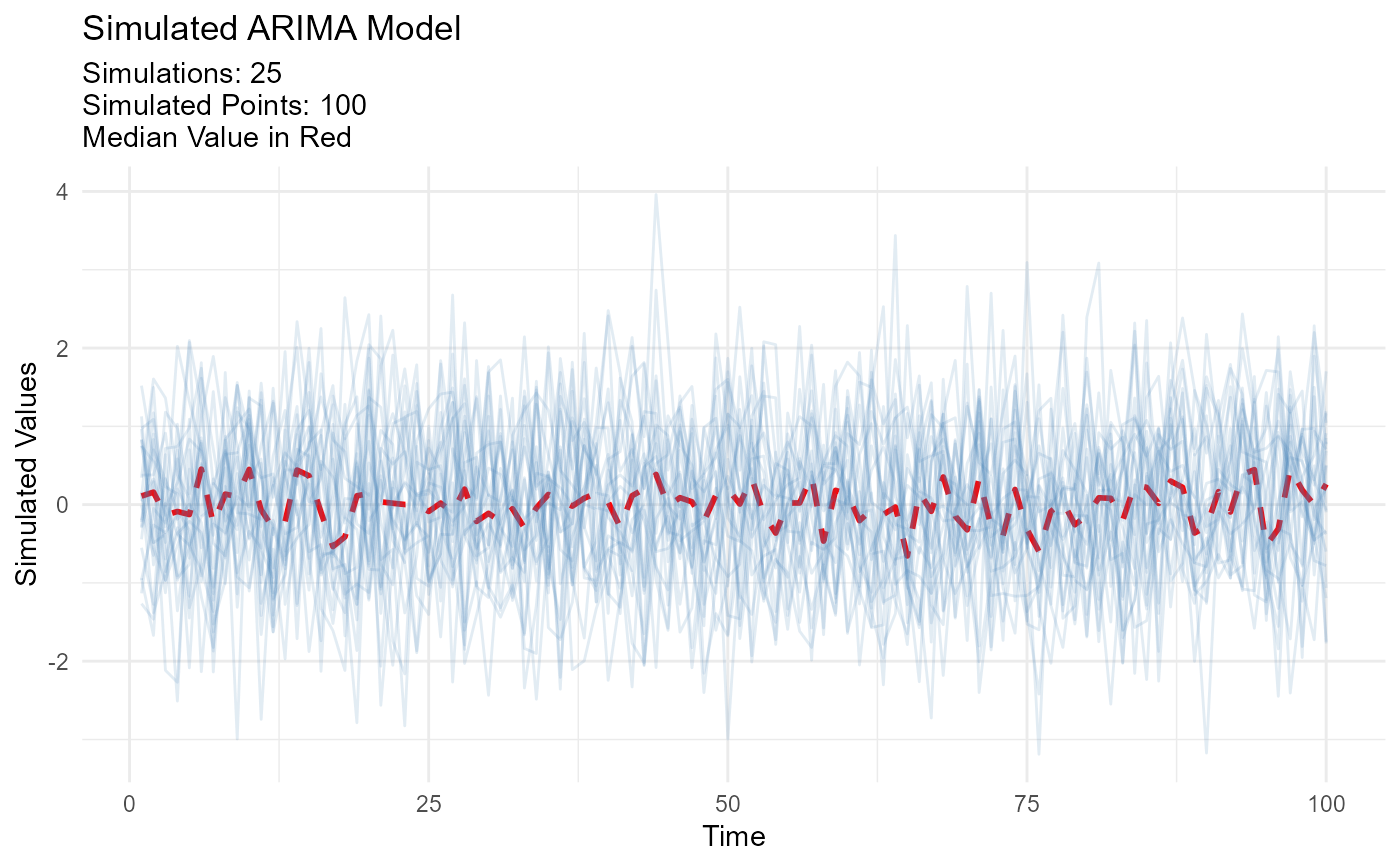 Simulated ARIMA Model
Simulations: 25
Simulated Points: 100
Median Value in Red
Simulated Values
4
2
0
-2
0
25
50
75
100
Time